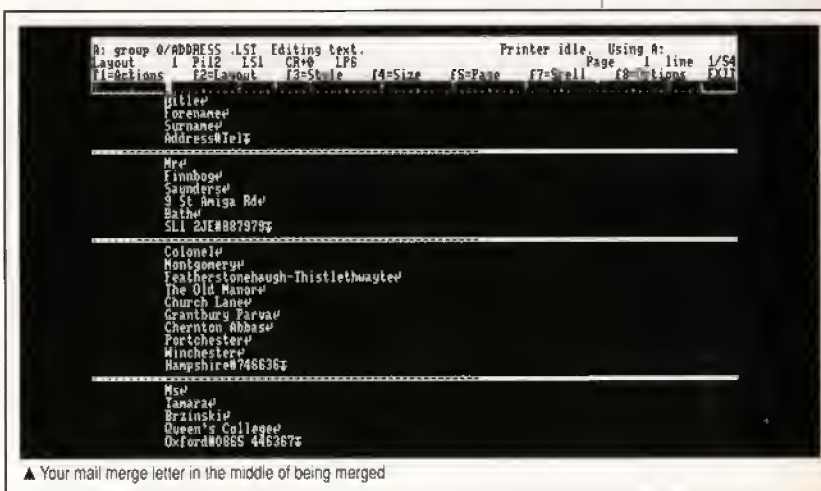 A: group 0/ADDRESS .LST Editing text. Printer idle. Using A:
Layout 1 Pi12 LS1 CR+0 LP6 Page 1 line 1/54
f1=Actions f2=Layout f3=Style f4=Size f5=Page f7=Spell f8=Options EXIT
Title↵
Forename↵
Surname↵
Address#Tel↧
Mr↵
Finnbog↵
Saunders↵
9 St Amiga Rd↵
Bath↵
SL1 2JE#887979↧
Colonel↵
Montgomery↵
Featherstonehaugh-Thistlethwayte↵
The Old Manor↵
Church Lane↵
Grantbury Parva↵
Chernton Abbas↵
Portchester↵
Winchester↵
Hampshire#746636↧
Ms↵
Tamara↵
Brzinski↵
Queen's College↵
Oxford#0865 446367↧
▲ Your mail merge letter in the middle of being merged